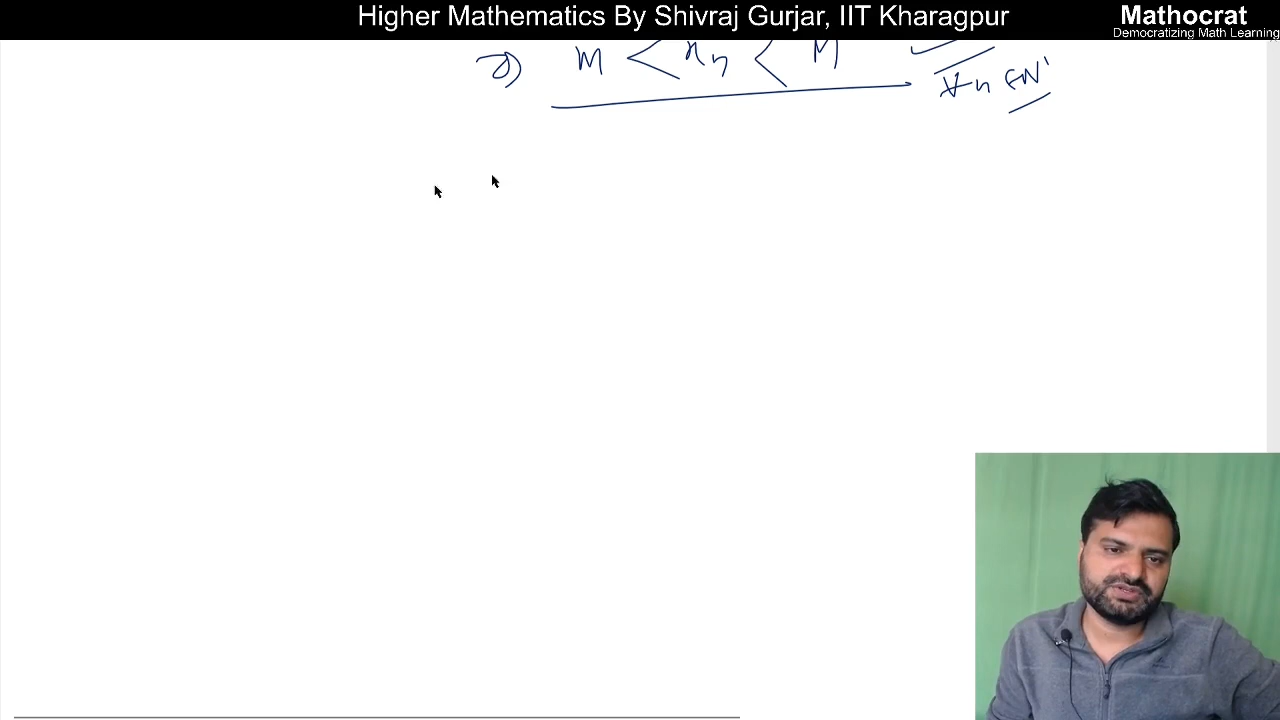 Higher Mathematics By Shivraj Gurjar, IIT Kharagpur
Mathocrat
Democratizing Math Learning
⇒) m < xn < M ∀n ∈ N